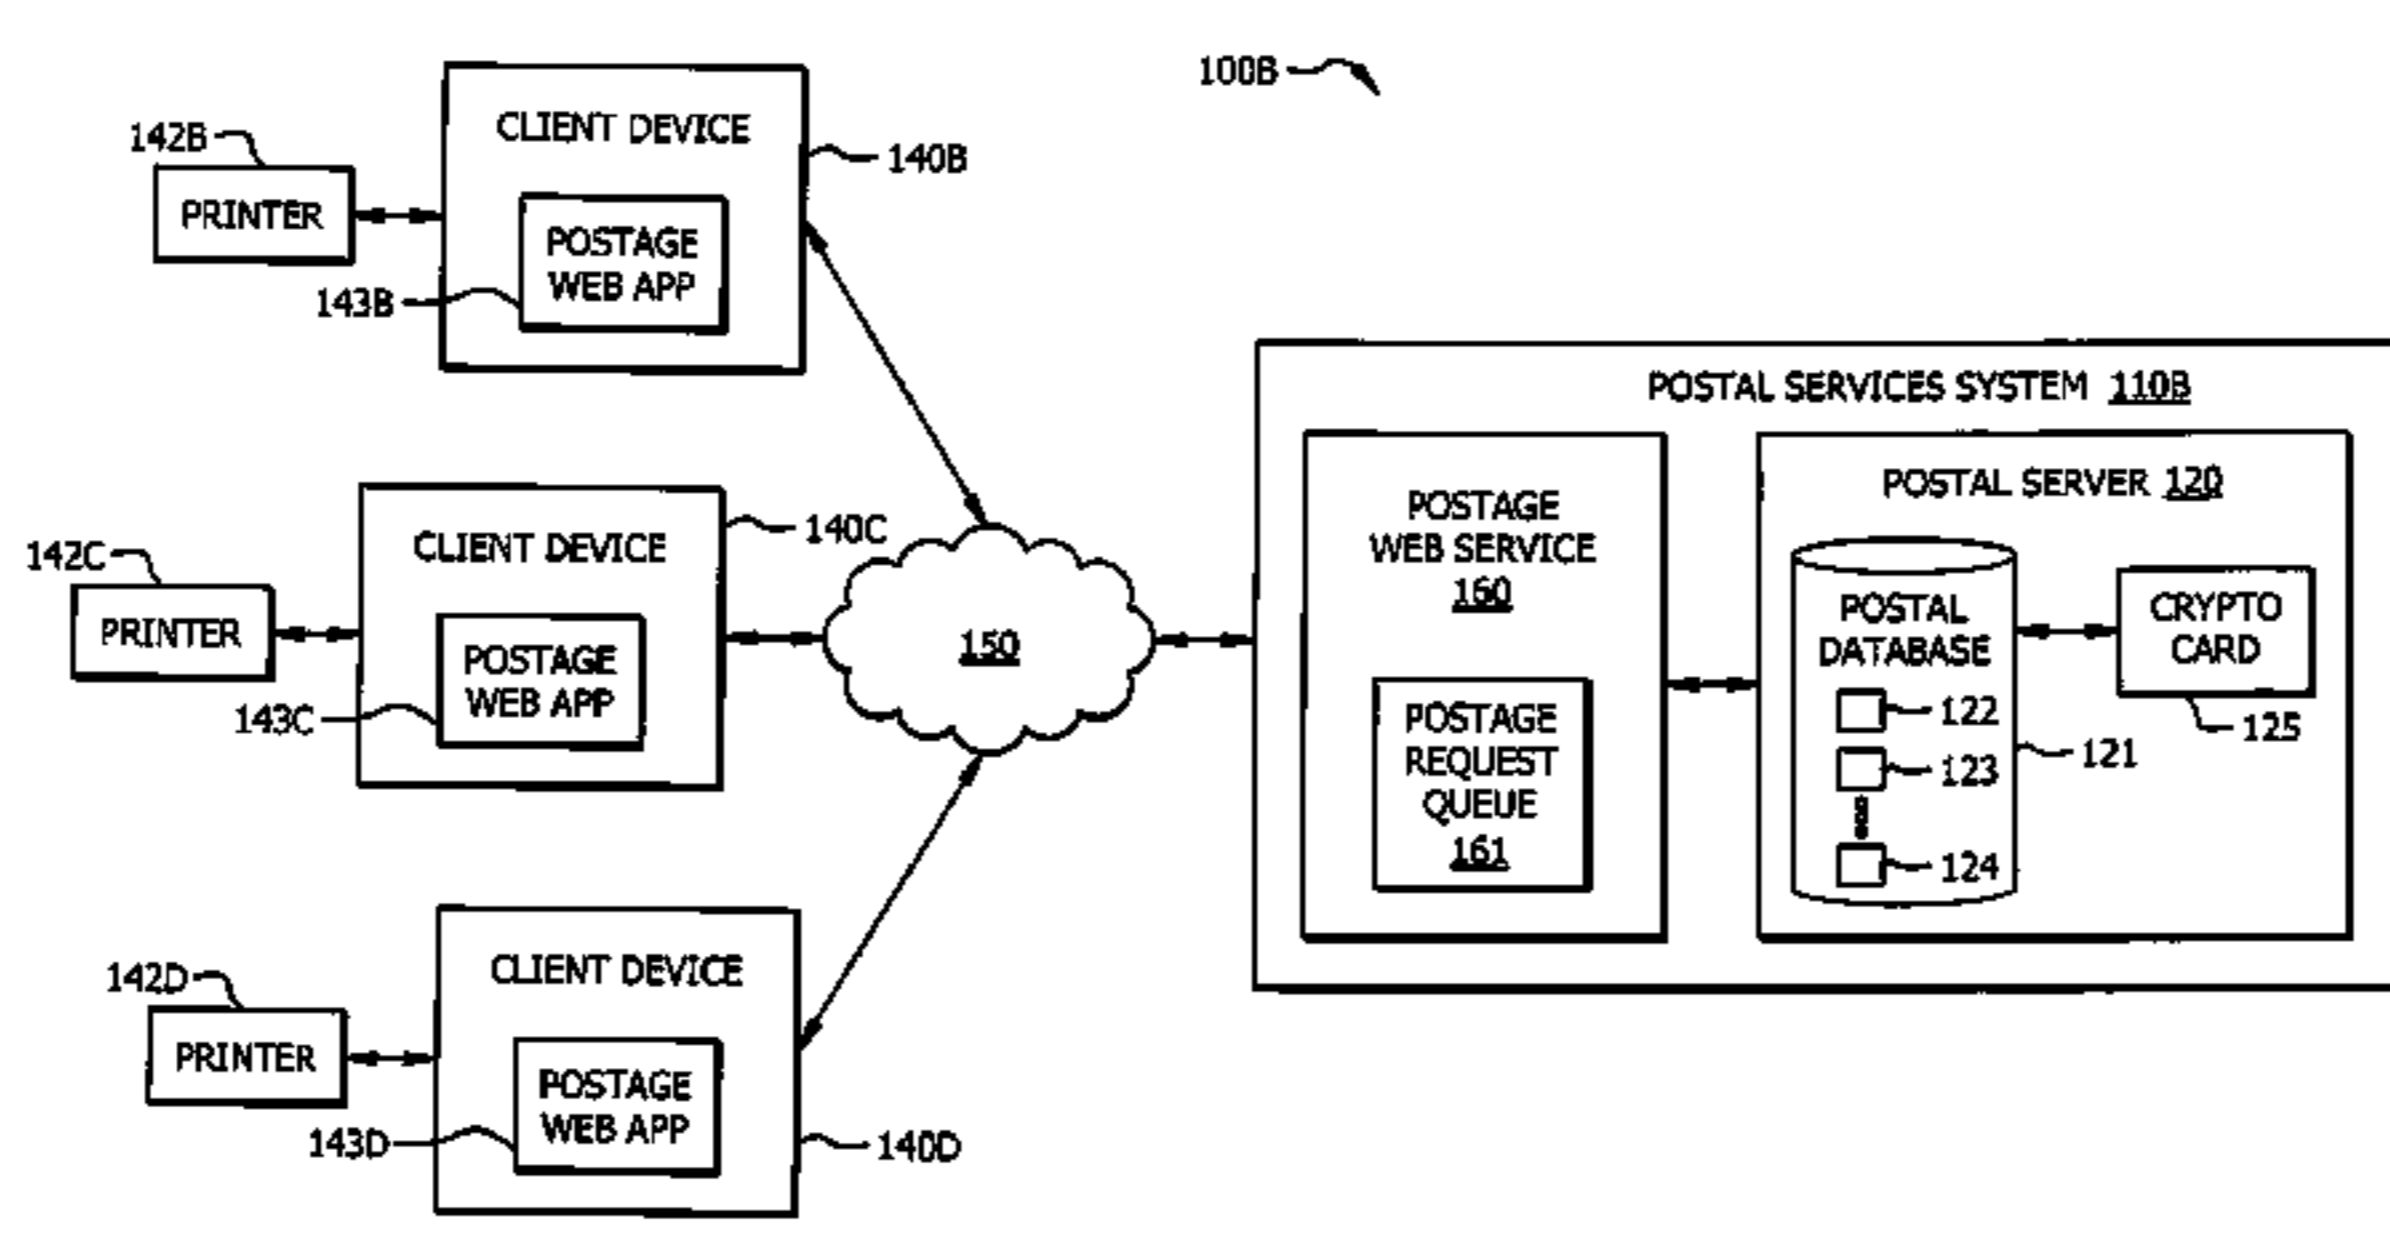 100B
142B
CLIENT DEVICE
140B
PRINTER
POSTAGE
WEB APP
143B
142C
CLIENT DEVICE
140C
PRINTER
POSTAGE
WEB APP
143C
150
142D
CLIENT DEVICE
PRINTER
POSTAGE
WEB APP
143D
140D
POSTAL SERVICES SYSTEM 110B
POSTAGE
WEB SERVICE
160
POSTAGE
REQUEST
QUEUE
161
POSTAL SERVER 120
POSTAL
DATABASE
122
123
124
121
CRYPTO
CARD
125